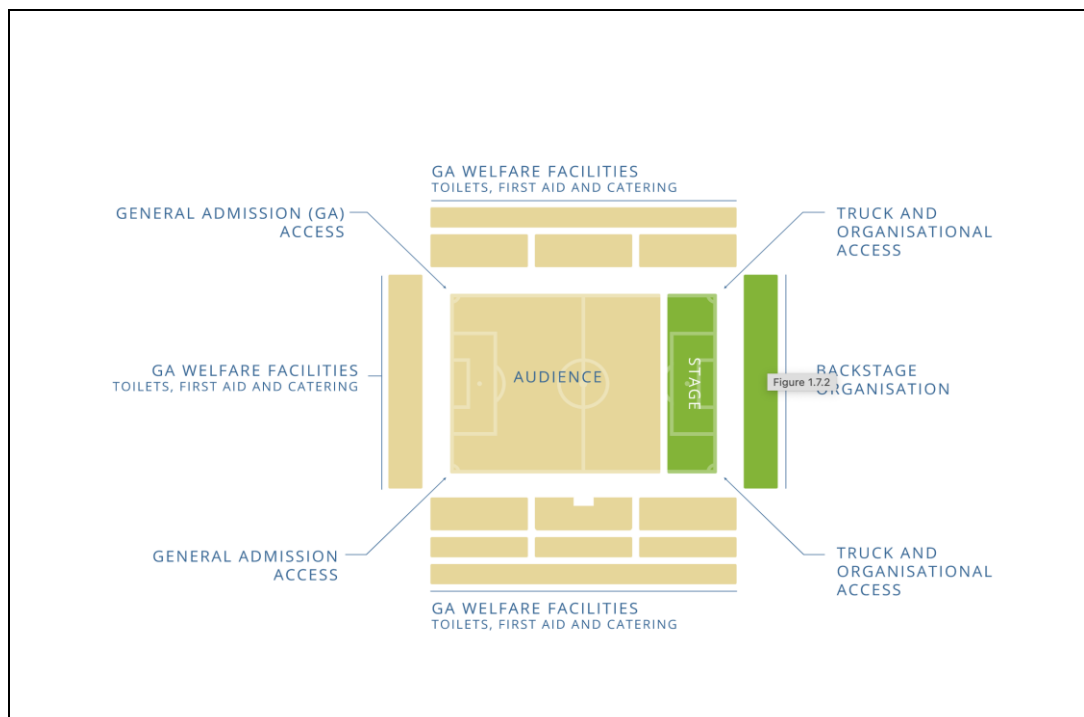 GA WELFARE FACILITIES
TOILETS, FIRST AID AND CATERING
GENERAL ADMISSION (GA)
ACCESS
TRUCK AND
ORGANISATIONAL
ACCESS
GA WELFARE FACILITIES
TOILETS, FIRST AID AND CATERING
AUDIENCE
STAGE
Figure 1.7.2
BACKSTAGE
ORGANISATION
GENERAL ADMISSION
ACCESS
TRUCK AND
ORGANISATIONAL
ACCESS
GA WELFARE FACILITIES
TOILETS, FIRST AID AND CATERING